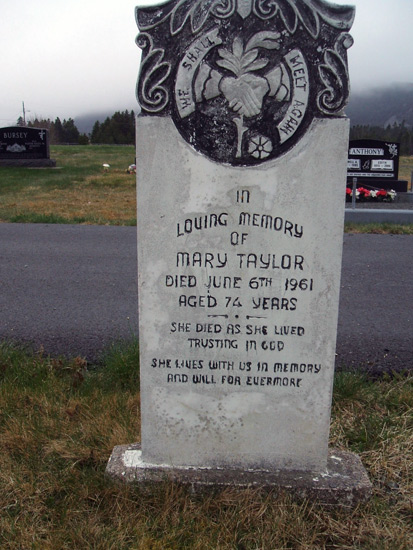 WE SHALL MEET AGAIN
IN
LOVING MEMORY
OF
MARY TAYLOR
DIED JUNE 6TH 1961
AGED 74 YEARS
SHE DIED AS SHE LIVED
TRUSTING IN GOD
SHE LIVES WITH US IN MEMORY
AND WILL FOR EVERMORE
BURSEY
ANTHONY